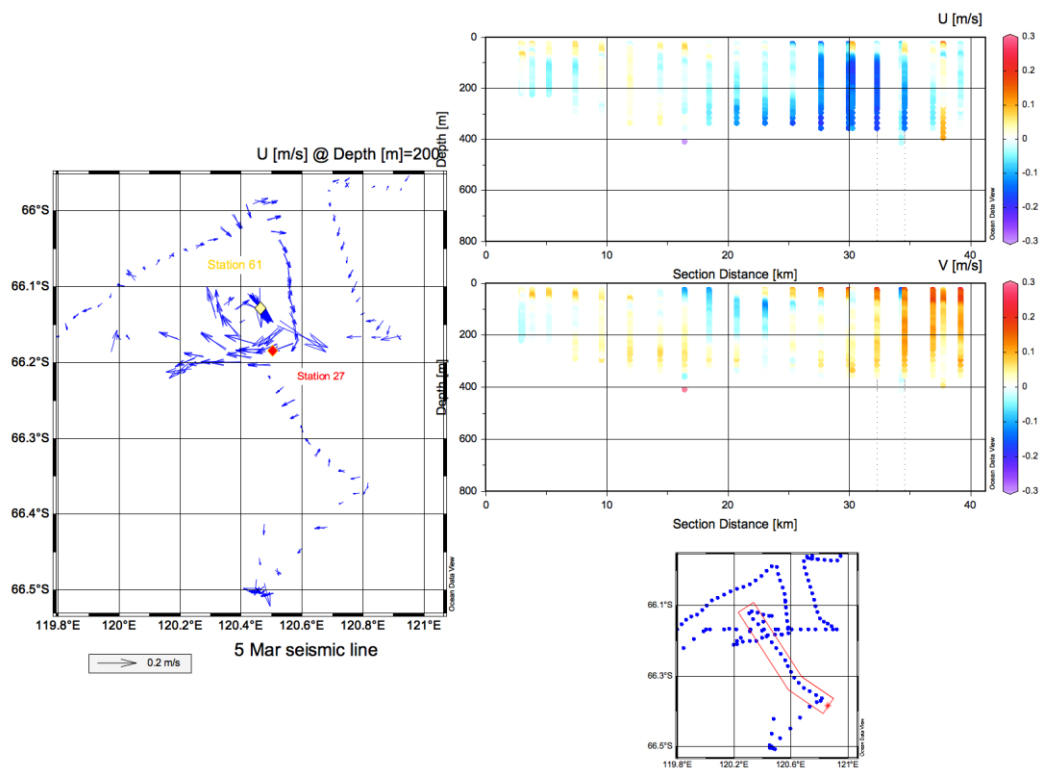 U [m/s] @ Depth [m]=200
66°S
66.1°S
66.2°S
66.3°S
66.4°S
66.5°S
119.8°E
120°E
120.2°E
120.4°E
120.6°E
120.8°E
121°E
Station 61
Station 27
Ocean Data View
5 Mar seismic line
0.2 m/s
U [m/s]
Depth [m]
0
200
400
600
800
0
10
20
30
40
Section Distance [km]
Ocean Data View
0.3
0.2
0.1
0
-0.1
-0.2
-0.3
V [m/s]
Depth [m]
0
200
400
600
800
0
10
20
30
40
Section Distance [km]
Ocean Data View
0.3
0.2
0.1
0
-0.1
-0.2
-0.3
66.1°S
66.3°S
66.5°S
119.8°E
120.2°E
120.6°E
121°E
Ocean Data View